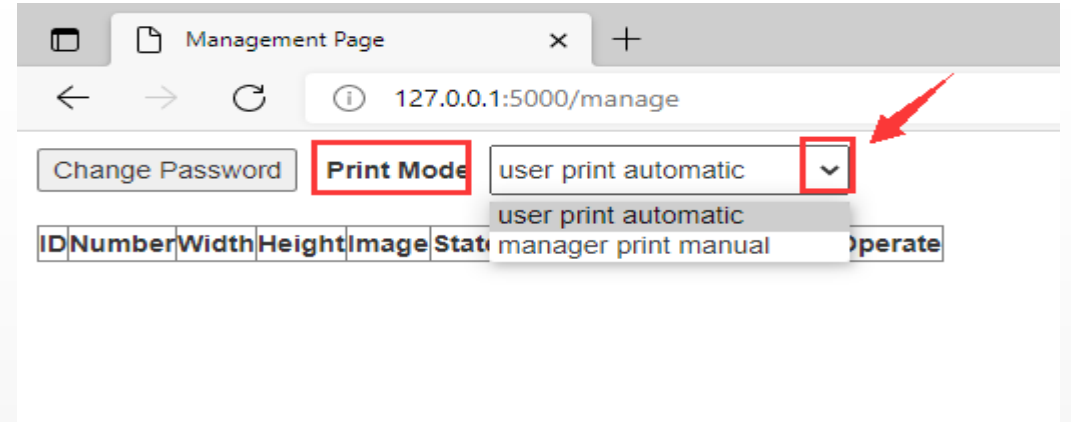 Management Page
127.0.0.1:5000/manage
Change Password Print Mode user print automatic
user print automatic
manager print manual
ID Number Width Height Image